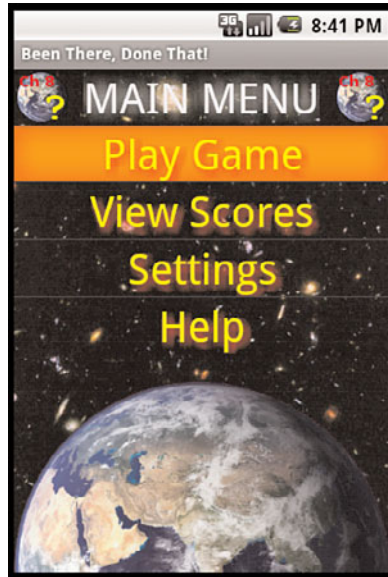 3G 8:41 PM
Been There, Done That!
Ch 8 ? MAIN MENU Ch 8 ?
Play Game
View Scores
Settings
Help